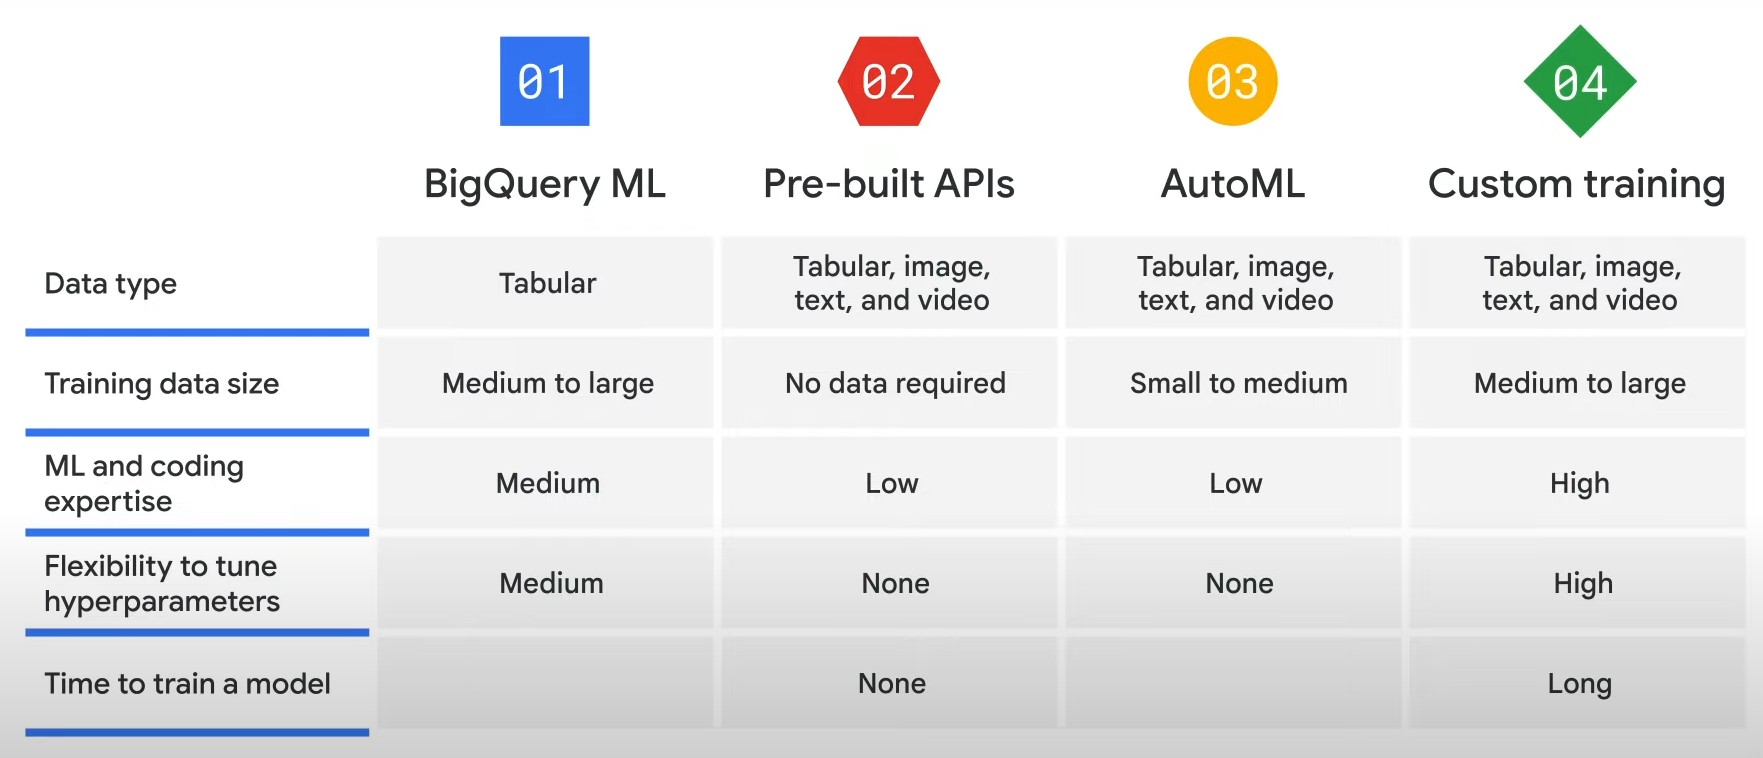 01 02 03 04
BigQuery ML Pre-built APIs AutoML Custom training
Data type Tabular Tabular, image, Tabular, image, Tabular, image,
text, and video text, and video text, and video
Training data size Medium to large No data required Small to medium Medium to large
ML and coding
expertise Medium Low Low High
Flexibility to tune
hyperparameters Medium None None High
Time to train a model None Long